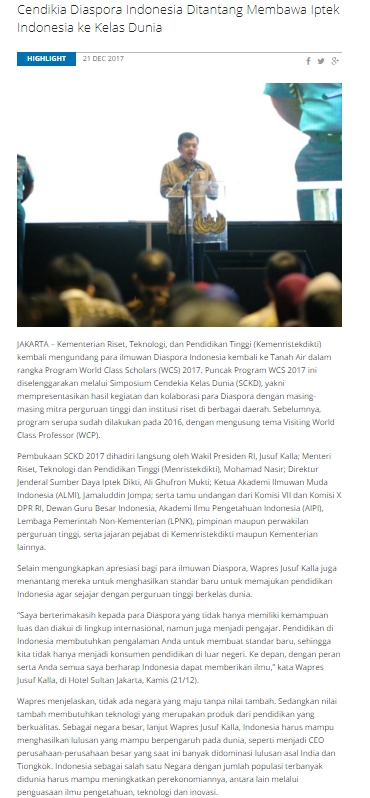 Cendikia Diaspora Indonesia Ditantang Membawa Iptek
Indonesia ke Kelas Dunia
HIGHLIGHT
21 DEC 2017
JAKARTA – Kementerian Riset, Teknologi, dan Pendidikan Tinggi (Kemenristekdikti)
kembali mengundang para ilmuwan Diaspora Indonesia kembali ke Tanah Air dalam
rangka Program World Class Scholars (WCS) 2017. Puncak Program WCS 2017 ini
diselenggarakan melalui Simposium Cendekia Kelas Dunia (SCKD), yakni
mempresentasikan hasil kegiatan dan kolaborasi para Diaspora dengan masing-
masing mitra perguruan tinggi dan institusi riset di berbagai daerah. Sebelumnya,
program serupa sudah dilakukan pada 2016, dengan mengusung tema Visiting World
Class Professor (WCP).
Pembukaan SCKD 2017 dihadiri langsung oleh Wakil Presiden RI, Jusuf Kalla; Menteri
Riset, Teknologi dan Pendidikan Tinggi (Menristekdikti), Mohamad Nasir; Direktur
Jenderal Sumber Daya Iptek Dikti, Ali Ghufron Mukti; Ketua Akademi Ilmuwan Muda
Indonesia (ALMI), Jamaluddin Jompa; serta tamu undangan dari Komisi VII dan Komisi X
DPR RI, Dewan Guru Besar Indonesia, Akademi Ilmu Pengetahuan Indonesia (AIPI),
Lembaga Pemerintah Non-Kementerian (LPNK), pimpinan maupun perwakilan
perguruan tinggi, serta jajaran pejabat di Kemenristekdikti maupun Kementerian
lainnya.
Selain mengungkapkan apresiasi bagi para ilmuwan Diaspora, Wapres Jusuf Kalla juga
menantang mereka untuk menghasilkan standar baru untuk memajukan pendidikan
Indonesia agar sejajar dengan perguruan tinggi berkelas dunia.
"Saya berterimakasih kepada para Diaspora yang tidak hanya memiliki kemampuan
luas dan diakui di lingkup internasional, namun juga menjadi pengajar. Pendidikan di
Indonesia membutuhkan pengalaman Anda untuk membuat standar baru, sehingga
kita tidak hanya menjadi konsumen pendidikan di luar negeri. Ke depan, dengan peran
serta Anda semua saya berharap Indonesia dapat memberikan ilmu," kata Wapres
Jusuf Kalla, di Hotel Sultan Jakarta, Kamis (21/12).
Wapres menjelaskan, tidak ada negara yang maju tanpa nilai tambah. Sedangkan nilai
tambah membutuhkan teknologi yang merupakan produk dari pendidikan yang
berkualitas. Sebagai negara besar, lanjut Wapres Jusuf Kalla, Indonesia harus mampu
menghasilkan lulusan yang mampu berpengaruh pada dunia, seperti menjadi CEO
perusahaan-perusahaan besar yang saat ini banyak didominasi lulusan asal India dan
Tiongkok. Indonesia sebagai salah satu Negara dengan jumlah populasi terbanyak
didunia harus mampu meningkatkan perekonomiannya, antara lain melalui
penguasaan ilmu pengetahuan, teknologi dan inovasi.